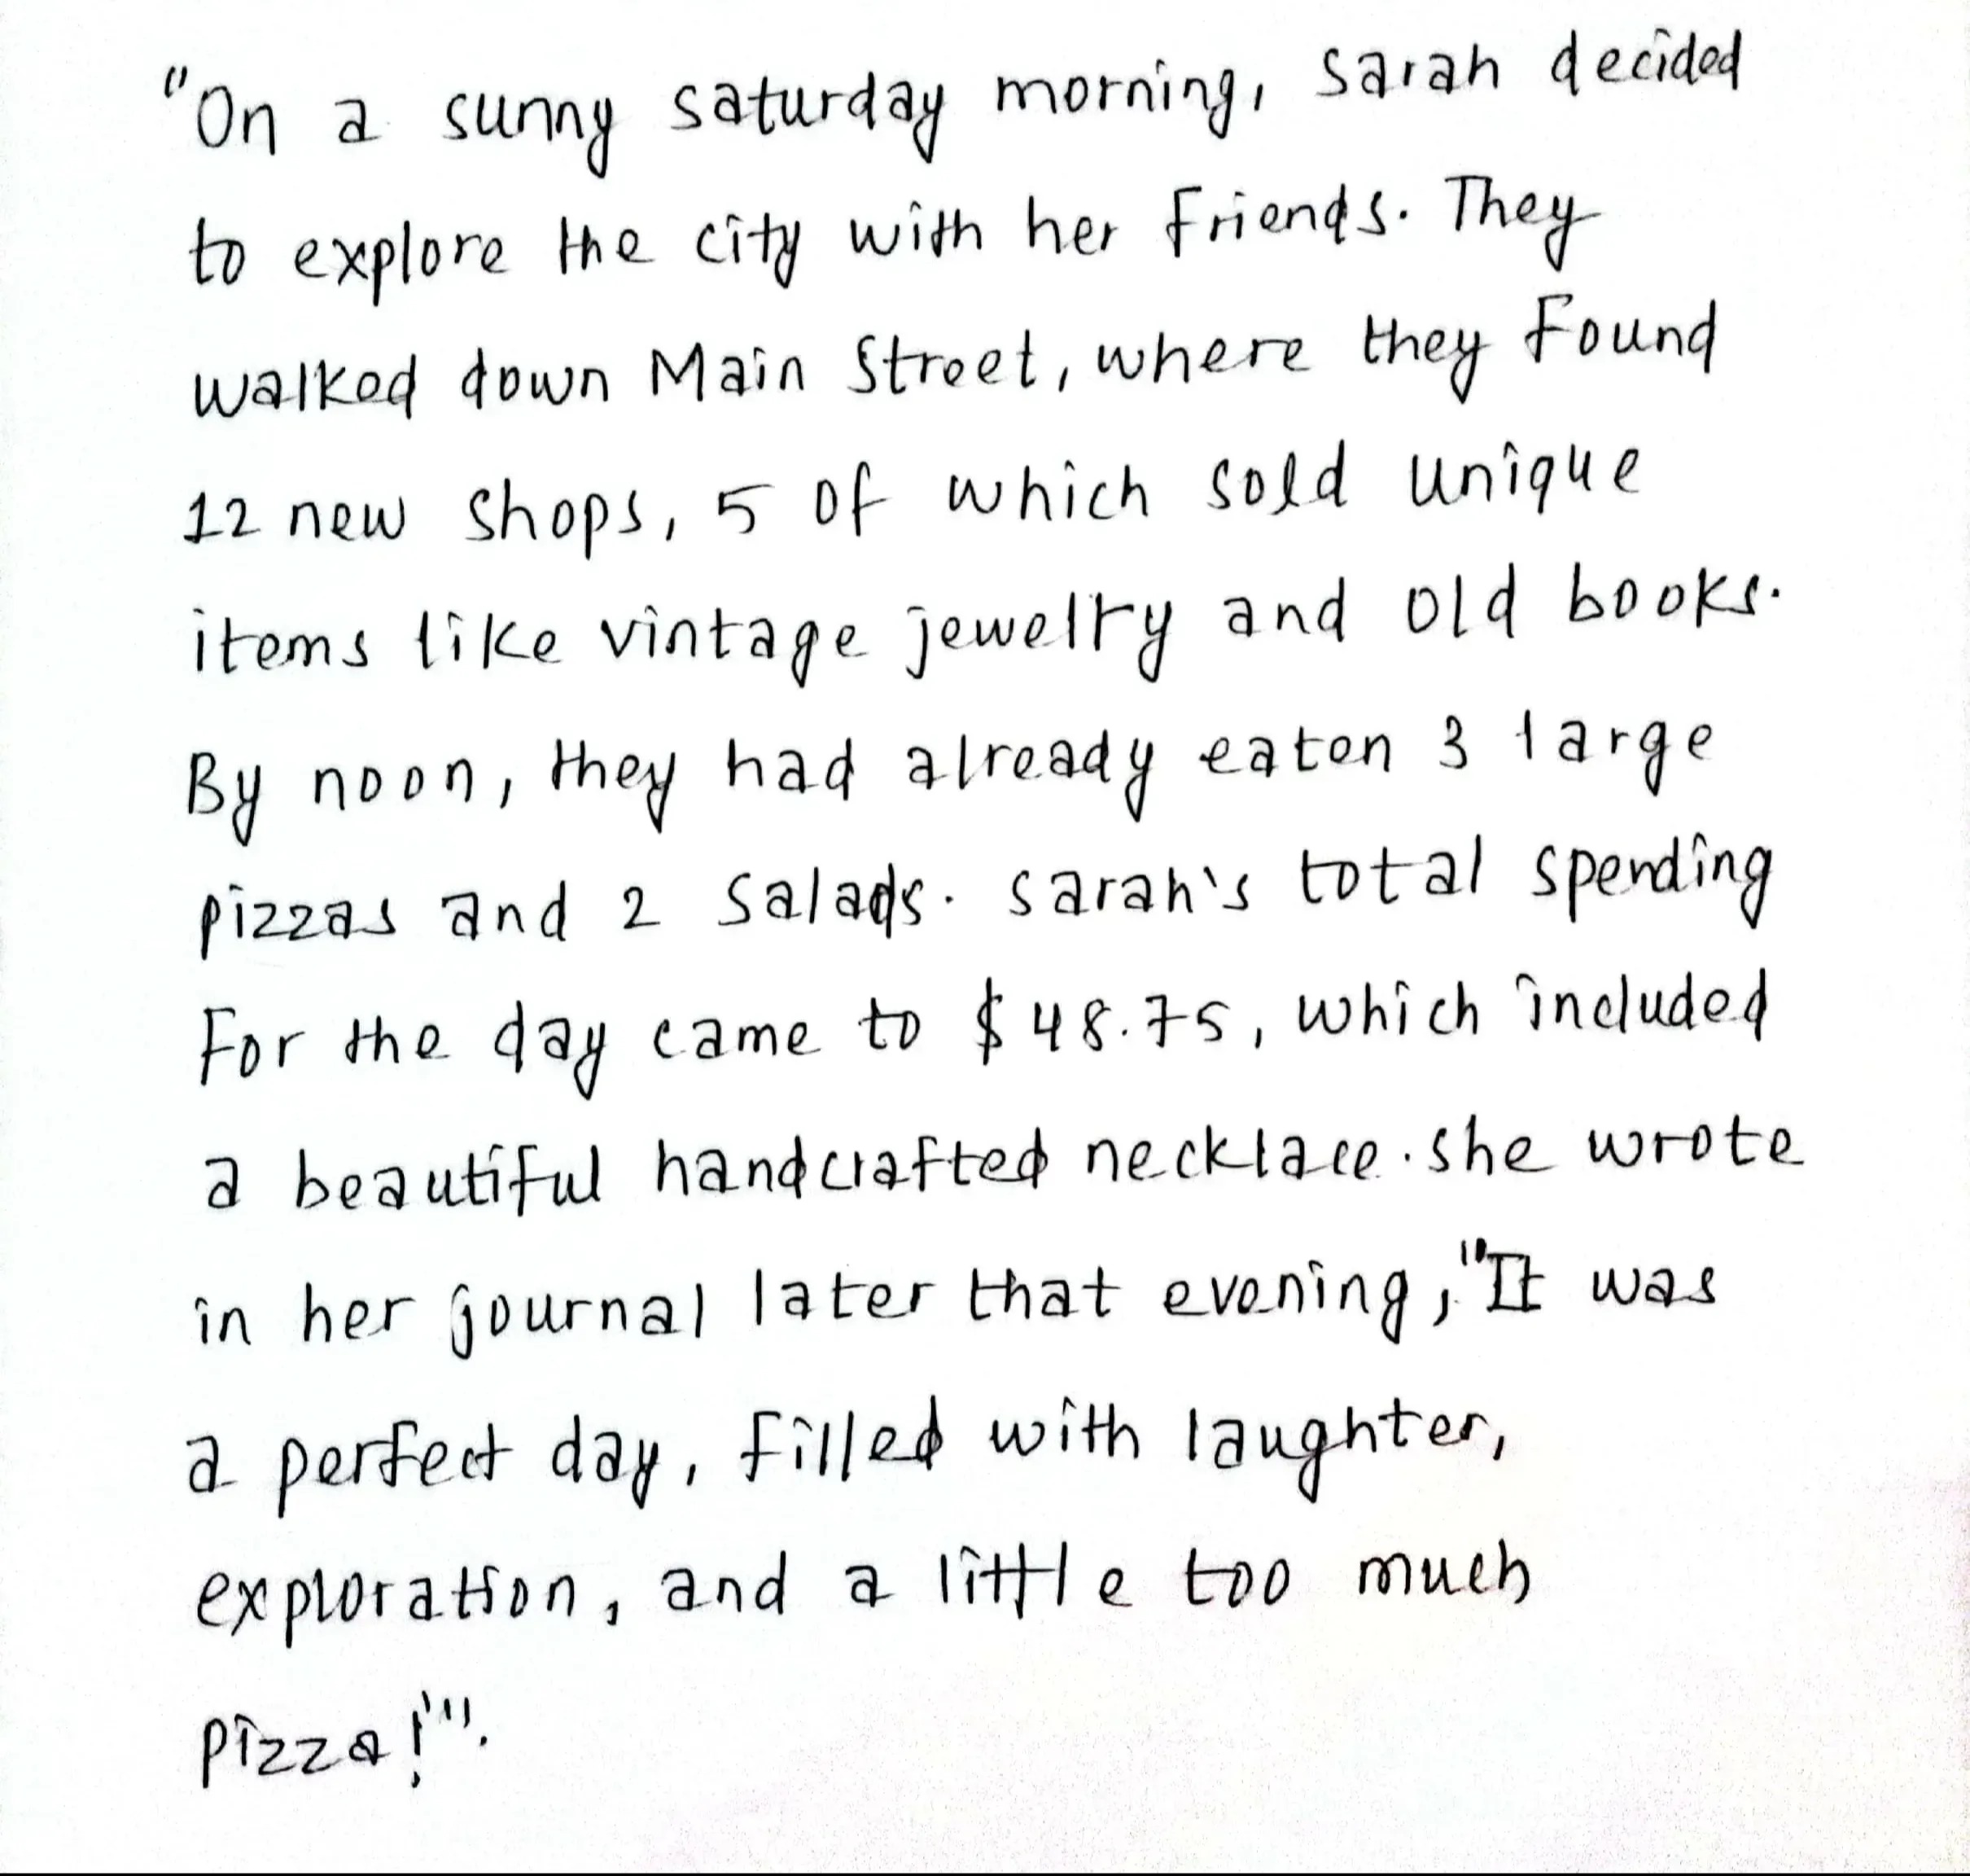 "On a sunny saturday morning, Sarah decided
to explore the city with her friends. They
walked down Main Street, where they found
12 new shops, 5 of which sold unique
items like vintage jewelry and old books.
By noon, they had already eaten 3 large
pizzas and 2 salads. Sarah's total spending
For the day came to $48.75, which included
a beautiful handcrafted necklace. she wrote
in her journal later that evening, "It was
a perfect day, filled with laughter,
exploration, and a little too much
pizza!'".